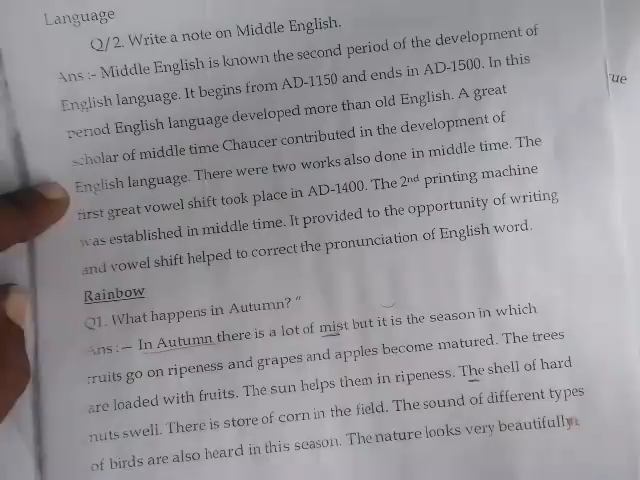 Language
Q/2. Write a note on Middle English.
Ans :- Middle English is known the second period of the development of
English language. It begins from AD-1150 and ends in AD-1500. In this
period English language developed more than old English. A great
scholar of middle time Chaucer contributed in the development of
English language. There were two works also done in middle time. The
first great vowel shift took place in AD-1400. The 2nd printing machine
was established in middle time. It provided to the opportunity of writing
and vowel shift helped to correct the pronunciation of English word.
Rainbow
Q1. What happens in Autumn? "
Ans :– In Autumn there is a lot of mist but it is the season in which
fruits go on ripeness and grapes and apples become matured. The trees
are loaded with fruits. The sun helps them in ripeness. The shell of hard
nuts swell. There is store of corn in the field. The sound of different types
of birds are also heard in this season. The nature looks very beautifully